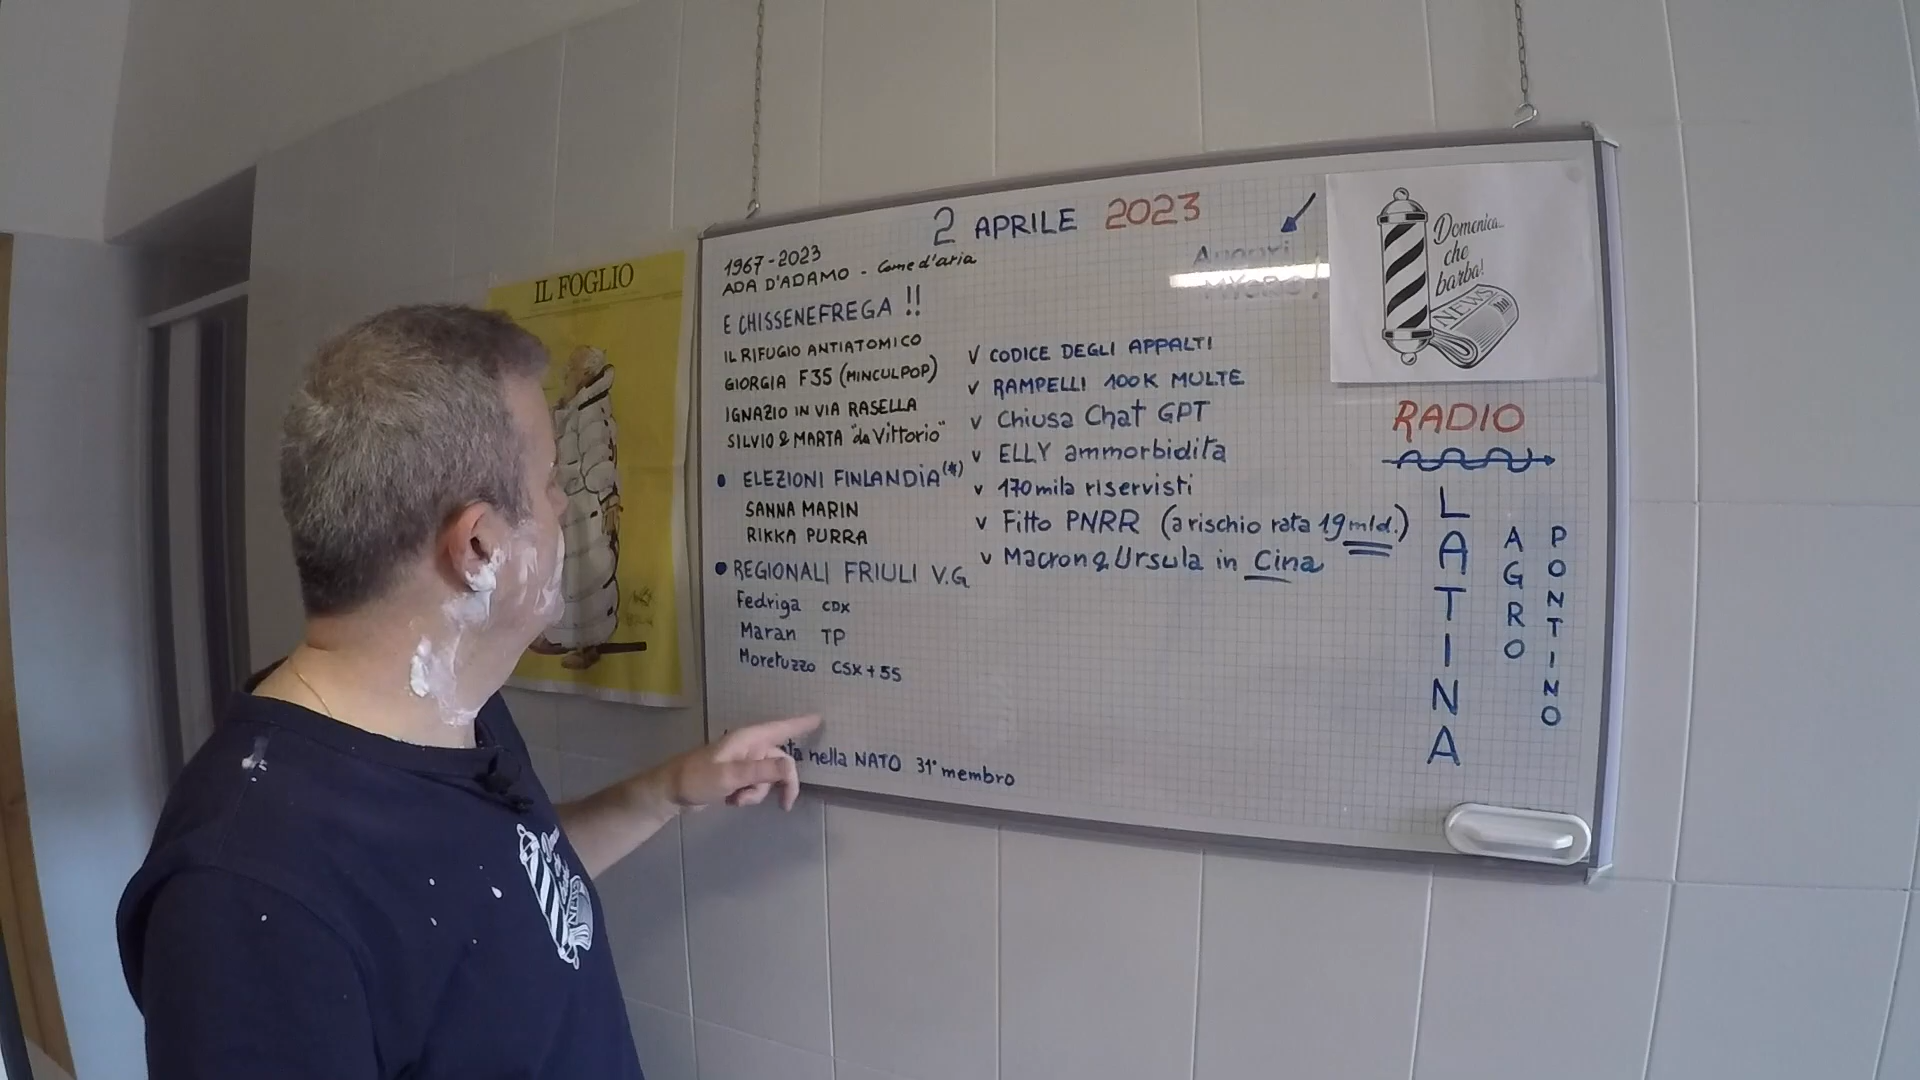 IL FOGLIO
2 APRILE 2023
1967-2023
ADA D'ADAMO - Come d'aria
E CHISSENEFREGA !!
IL RIFUGIO ANTIATOMICO
GIORGIA F35 (MINCULPOP)
IGNAZIO IN VIA RASELLA
SILVIO & MARTA "da Vittorio"
• ELEZIONI FINLANDIA(*)
SANNA MARIN
RIKKA PURRA
• REGIONALI FRIULI V.G
Fedriga CDX
Maran TP
Moretuzzo CSX+5S
nella NATO 31° membro
V CODICE DEGLI APPALTI
V RAMPELLI 100K MULTE
V Chiusa Chat GPT
V ELLY ammorbidita
V 170mila riservisti
V Fitto PNRR (a rischio rata 19 mld.)
V Macron & Ursula in Cina
Auguri
Domenica...
che
barba!
NEWS
RADIO
LATINA
AGRO
PONTINO
NEWS